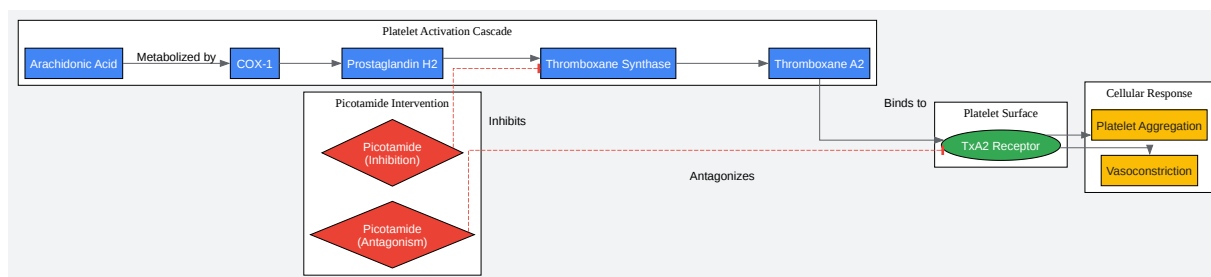 Platelet Activation Cascade
Arachidonic Acid
Metabolized by
COX-1
Prostaglandin H2
Thromboxane Synthase
Thromboxane A2
Picotamide Intervention
Picotamide
(Inhibition)
Inhibits
Picotamide
(Antagonism)
Antagonizes
Binds to
Platelet Surface
TxA2 Receptor
Cellular Response
Platelet Aggregation
Vasoconstriction